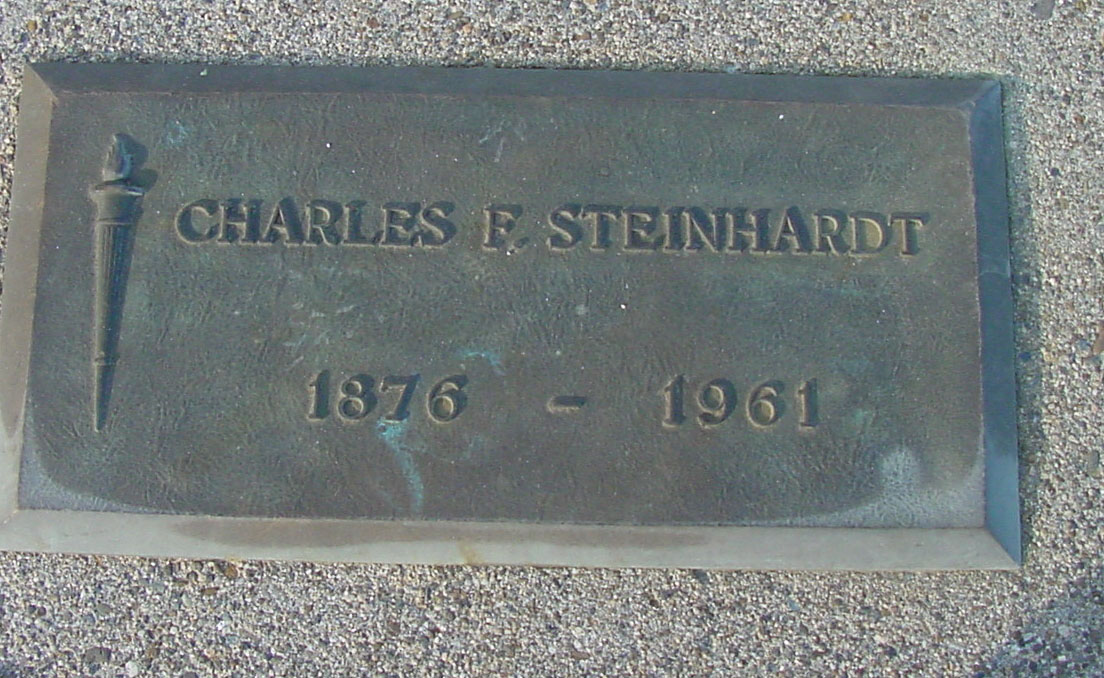 CHARLES F. STEINHARDT
1876 - 1961